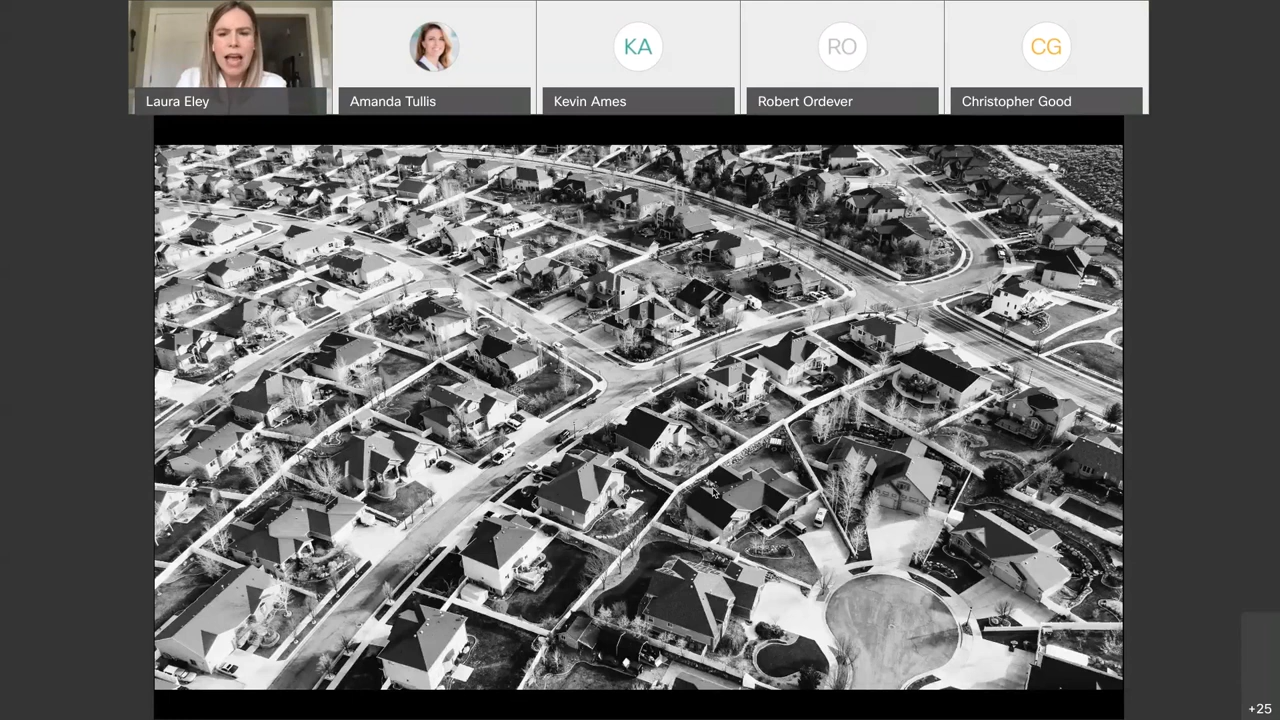 KA
RO
CG
Laura Eley
Amanda Tullis
Kevin Ames
Robert Ordever
Christopher Good
+25